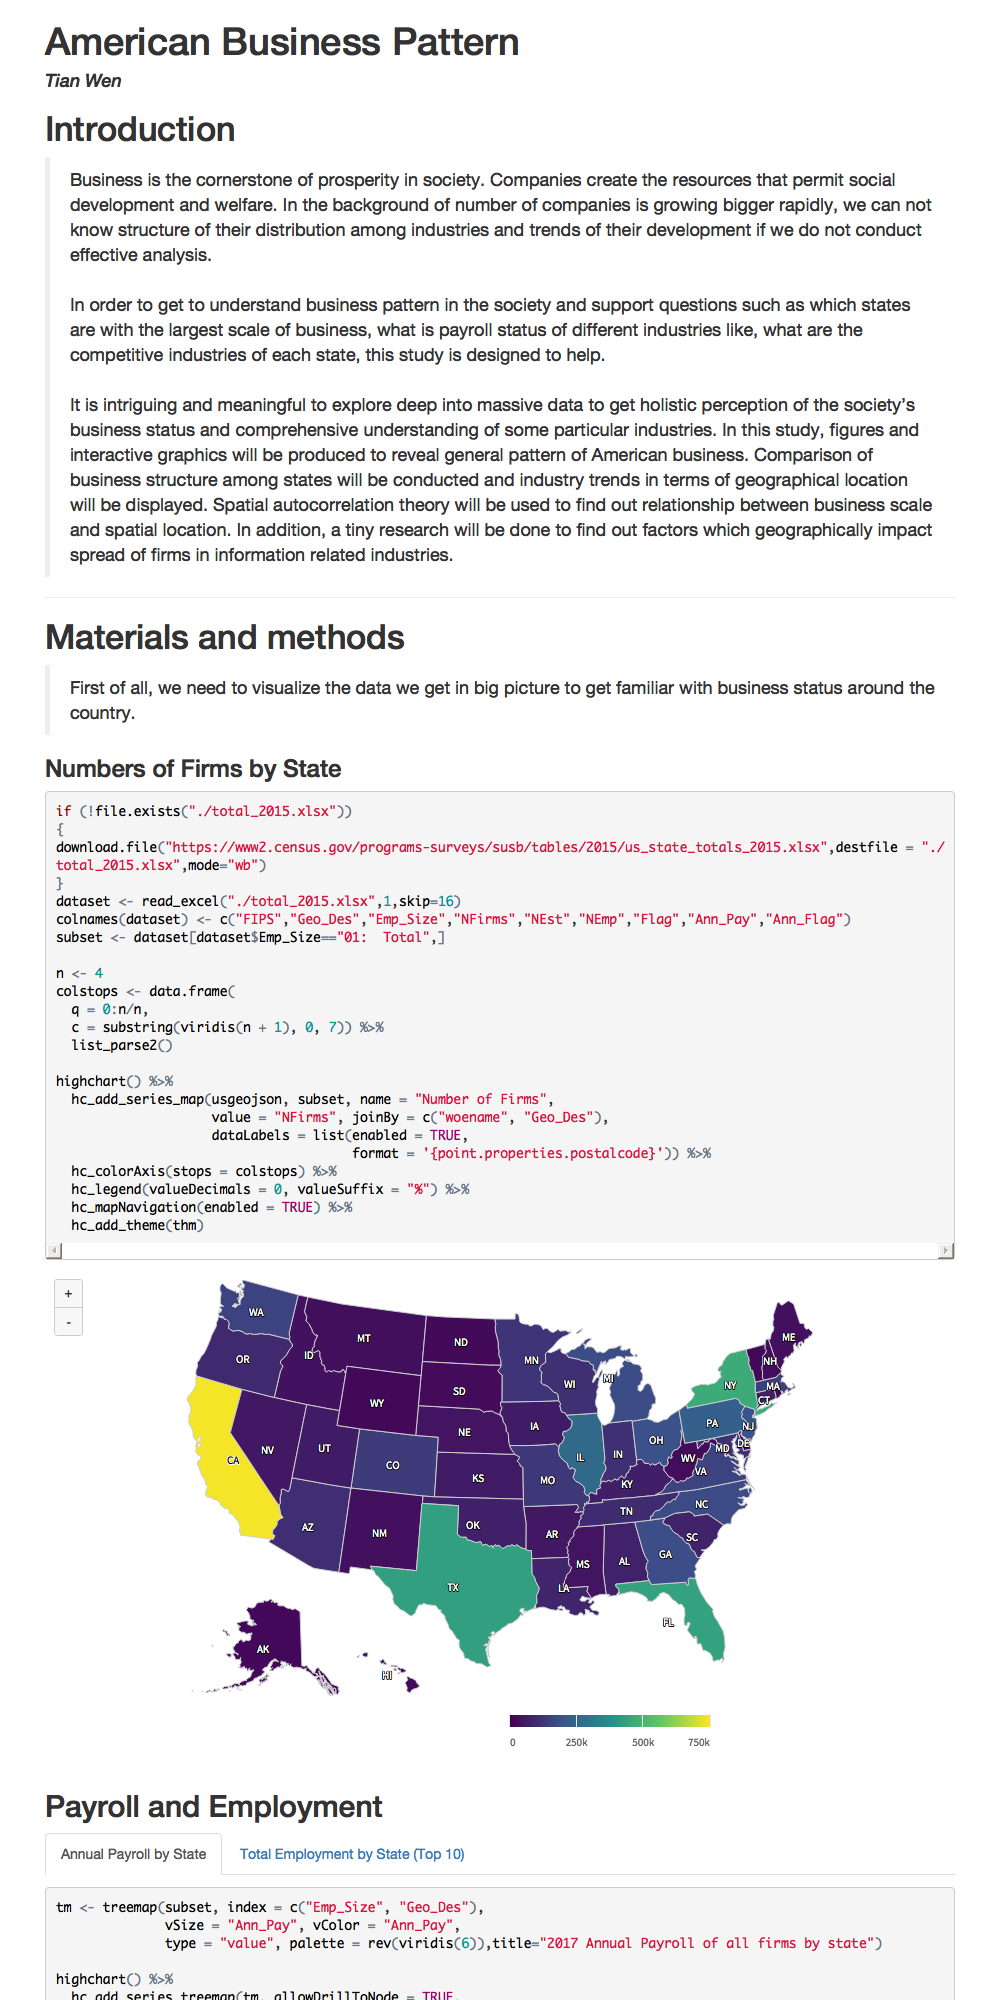 American Business Pattern
Tian Wen
Introduction
Business is the cornerstone of prosperity in society. Companies create the resources that permit social
development and welfare. In the background of number of companies is growing bigger rapidly, we can not
know structure of their distribution among industries and trends of their development if we do not conduct
effective analysis.
In order to get to understand business pattern in the society and support questions such as which states
are with the largest scale of business, what is payroll status of different industries like, what are the
competitive industries of each state, this study is designed to help.
It is intriguing and meaningful to explore deep into massive data to get holistic perception of the society’s
business status and comprehensive understanding of some particular industries. In this study, figures and
interactive graphics will be produced to reveal general pattern of American business. Comparison of
business structure among states will be conducted and industry trends in terms of geographical location
will be displayed. Spatial autocorrelation theory will be used to find out relationship between business scale
and spatial location. In addition, a tiny research will be done to find out factors which geographically impact
spread of firms in information related industries.
Materials and methods
First of all, we need to visualize the data we get in big picture to get familiar with business status around the
country.
Numbers of Firms by State
if (!file.exists("./total_2015.xlsx"))
{
download.file("https://www2.census.gov/programs-surveys/susb/tables/2015/us_state_totals_2015.xlsx",destfile = "./
total_2015.xlsx",mode="wb")
}
dataset <- read_excel("./total_2015.xlsx",1,skip=16)
colnames(dataset) <- c("FIPS","Geo_Des","Emp_Size","NFirms","NEst","NEmp","Flag","Ann_Pay","Ann_Flag")
subset <- dataset[dataset$Emp_Size=="01:  Total",]
n <- 4
colstops <- data.frame(
  q = 0:n/n,
  c = substring(viridis(n + 1), 0, 7)) %>%
  list_parse2()
highchart() %>%
  hc_add_series_map(usgeojson, subset, name = "Number of Firms",
                    value = "NFirms", joinBy = c("woename", "Geo_Des"),
                    dataLabels = list(enabled = TRUE,
                                      format = '{point.properties.postalcode}')) %>%
  hc_colorAxis(stops = colstops) %>%
  hc_legend(valueDecimals = 0, valueSuffix = "%") %>%
  hc_mapNavigation(enabled = TRUE) %>%
  hc_add_theme(thm)
+
-
WA
MT
ND
ME
OR
ID
MN
NH
WI
MI
NY
MA
SD
CT
WY
NE
IA
PA
NJ
OH
DE
NV
UT
CA
IL
IN
MD
WV
CO
KS
MO
KY
VA
NC
TN
AZ
NM
OK
AR
SC
GA
MS
AL
TX
LA
FL
AK
HI
0
250k
500k
750k
Payroll and Employment
Annual Payroll by State
Total Employment by State (Top 10)
tm <- treemap(subset, index = c("Emp_Size", "Geo_Des"),
              vSize = "Ann_Pay", vColor = "Ann_Pay",
              type = "value", palette = rev(viridis(6)),title="2017 Annual Payroll of all firms by state")
highchart() %>%
  hc_add_series_treemap(tm, allowDrillToNode = TRUE,